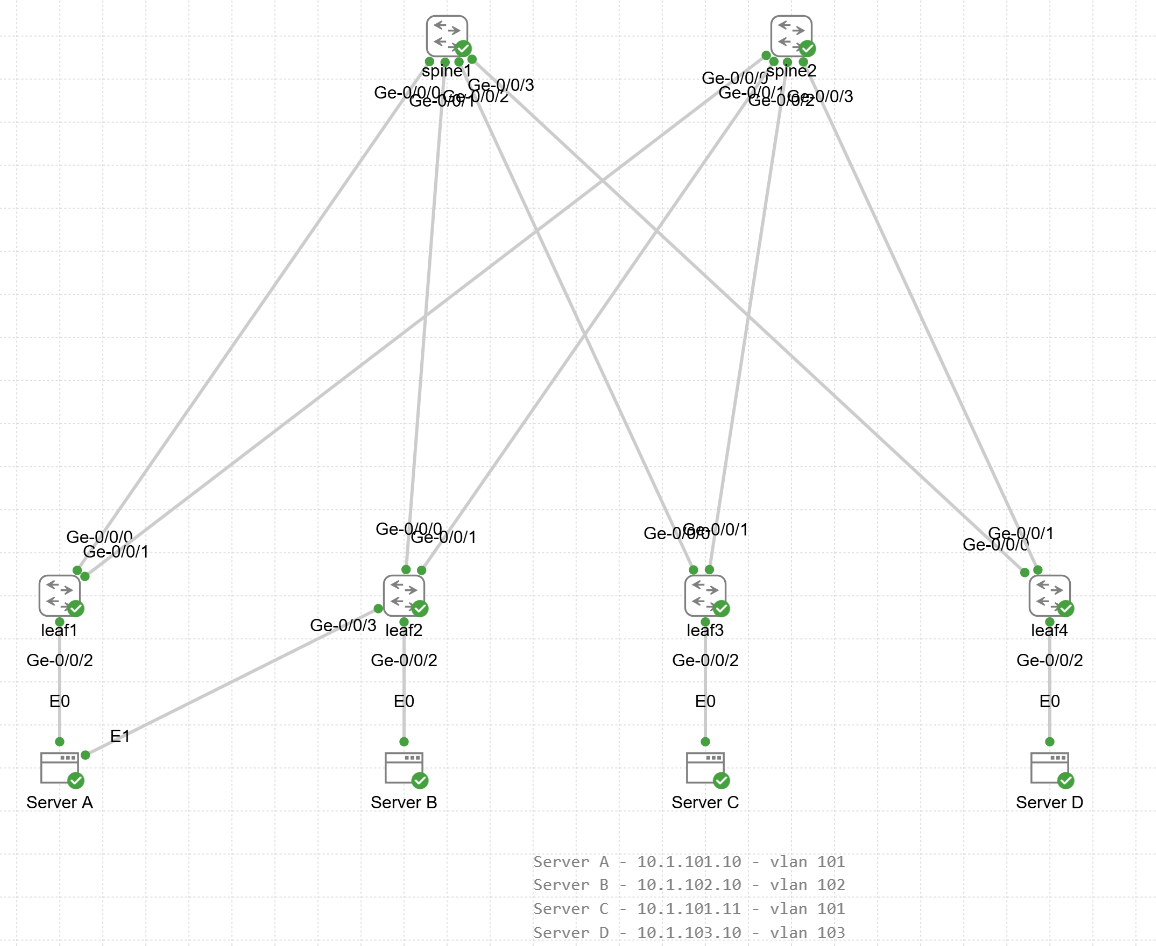 spine1
spine2
Ge-0/0/0
Ge-0/0/1
Ge-0/0/2
Ge-0/0/3
Ge-0/0/0
Ge-0/0/1
Ge-0/0/2
Ge-0/0/3
Ge-0/0/0
Ge-0/0/1
Ge-0/0/0
Ge-0/0/1
Ge-0/0/0
Ge-0/0/1
Ge-0/0/0
Ge-0/0/1
leaf1
Ge-0/0/3
leaf2
leaf3
leaf4
Ge-0/0/2
Ge-0/0/2
Ge-0/0/2
Ge-0/0/2
E0
E0
E0
E0
E1
Server A
Server B
Server C
Server D
Server A - 10.1.101.10 - vlan 101
Server B - 10.1.102.10 - vlan 102
Server C - 10.1.101.11 - vlan 101
Server D - 10.1.103.10 - vlan 103